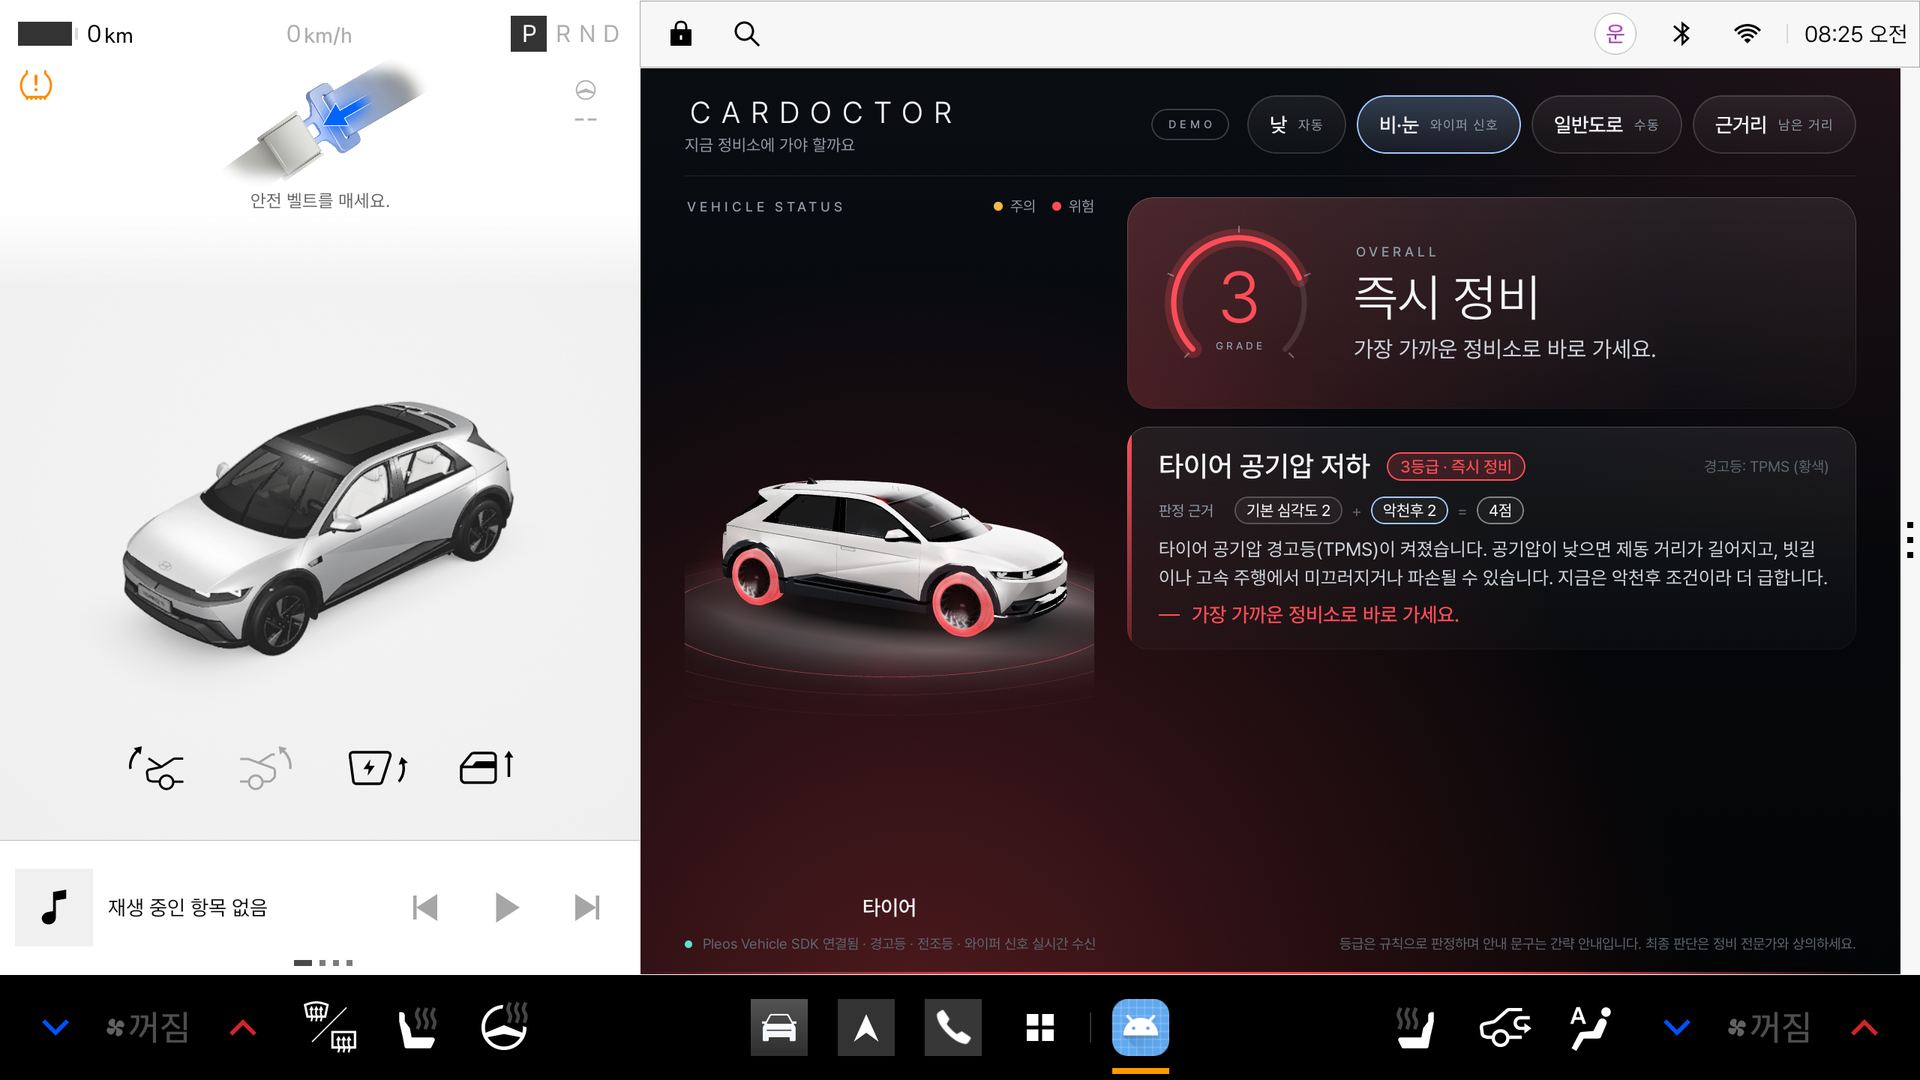 0 km
0 km/h
P R N D
안전 벨트를 매세요.
재생 중인 항목 없음
운
08:25 오전
CARDOCTOR
지금 정비소에 가야 할까요
DEMO
낮 자동
비·눈 와이퍼 신호
일반도로 수동
근거리 남은 거리
VEHICLE STATUS
주의
위험
타이어
Pleos Vehicle SDK 연결됨 · 경고등 · 전조등 · 와이퍼 신호 실시간 수신
3
GRADE
OVERALL
즉시 정비
가장 가까운 정비소로 바로 가세요.
타이어 공기압 저하
3등급 · 즉시 정비
경고등: TPMS (황색)
판정 근거 기본 심각도 2 + 악천후 2 = 4점
타이어 공기압 경고등(TPMS)이 켜졌습니다. 공기압이 낮으면 제동 거리가 길어지고, 빗길
이나 고속 주행에서 미끄러지거나 파손될 수 있습니다. 지금은 악천후 조건이라 더 급합니다.
— 가장 가까운 정비소로 바로 가세요.
등급은 규칙으로 판정하며 안내 문구는 간략 안내입니다. 최종 판단은 정비 전문가와 상의하세요.
꺼짐
A
꺼짐